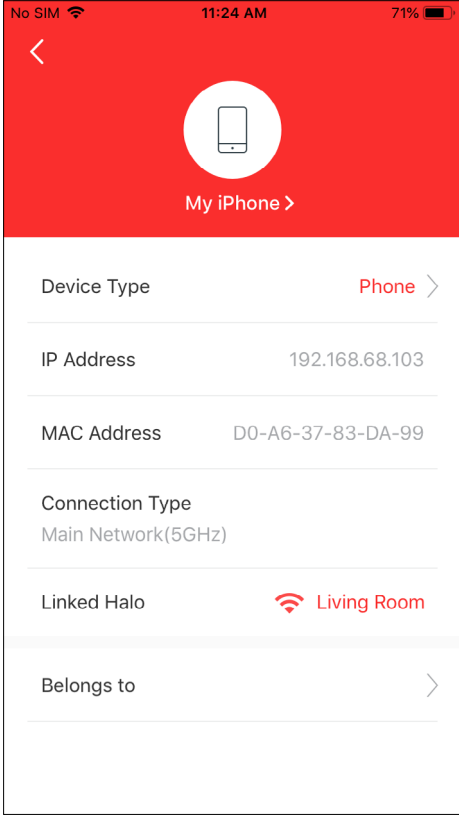 No SIM 11:24 AM 71%
My iPhone
Device Type Phone
IP Address 192.168.68.103
MAC Address D0-A6-37-83-DA-99
Connection Type
Main Network(5GHz)
Linked Halo Living Room
Belongs to